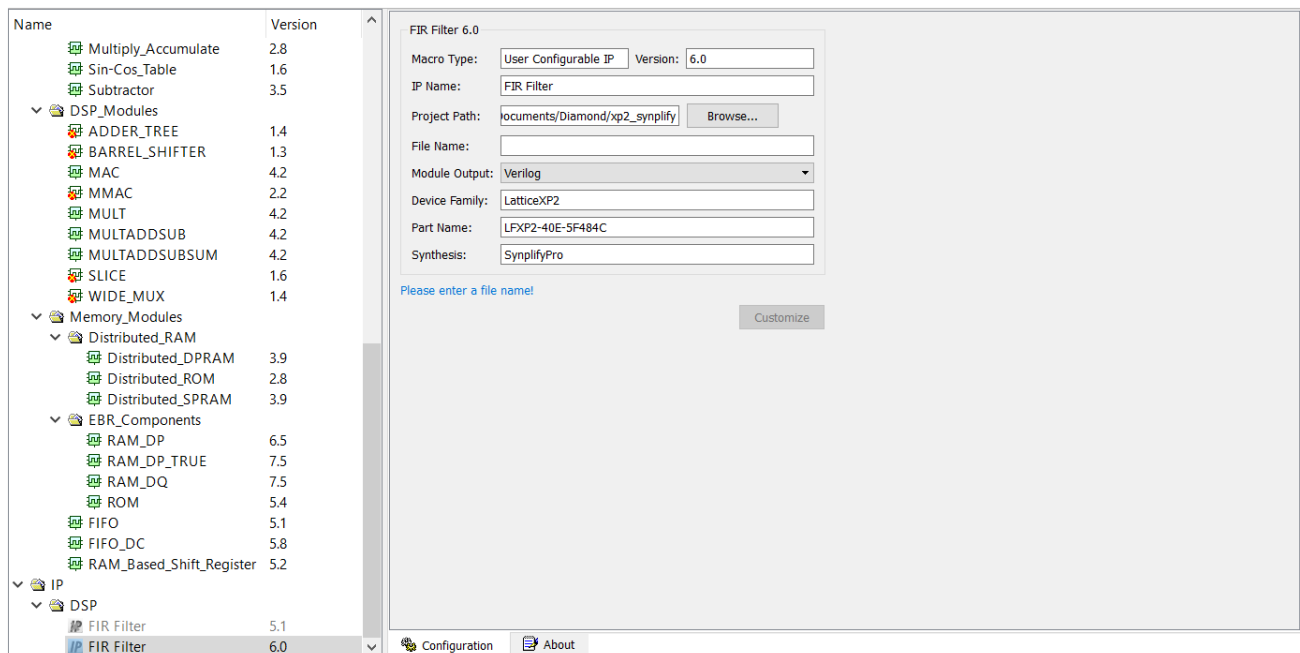 Name Version
Multiply_Accumulate 2.8
Sin-Cos_Table 1.6
Subtractor 3.5
DSP_Modules
ADDER_TREE 1.4
BARREL_SHIFTER 1.3
MAC 4.2
MMAC 2.2
MULT 4.2
MULTADDSUB 4.2
MULTADDSUBSUM 4.2
SLICE 1.6
WIDE_MUX 1.4
Memory_Modules
Distributed_RAM
Distributed_DPRAM 3.9
Distributed_ROM 2.8
Distributed_SPRAM 3.9
EBR_Components
RAM_DP 6.5
RAM_DP_TRUE 7.5
RAM_DQ 7.5
ROM 5.4
FIFO 5.1
FIFO_DC 5.8
RAM_Based_Shift_Register 5.2
IP
DSP
IP FIR Filter 5.1
IP FIR Filter 6.0
FIR Filter 6.0
Macro Type: User Configurable IP Version: 6.0
IP Name: FIR Filter
Project Path: ocuments/Diamond/xp2_synplify Browse...
File Name:
Module Output: Verilog
Device Family: LatticeXP2
Part Name: LFXP2-40E-5F484C
Synthesis: SynplifyPro
Please enter a file name!
Customize
Configuration About